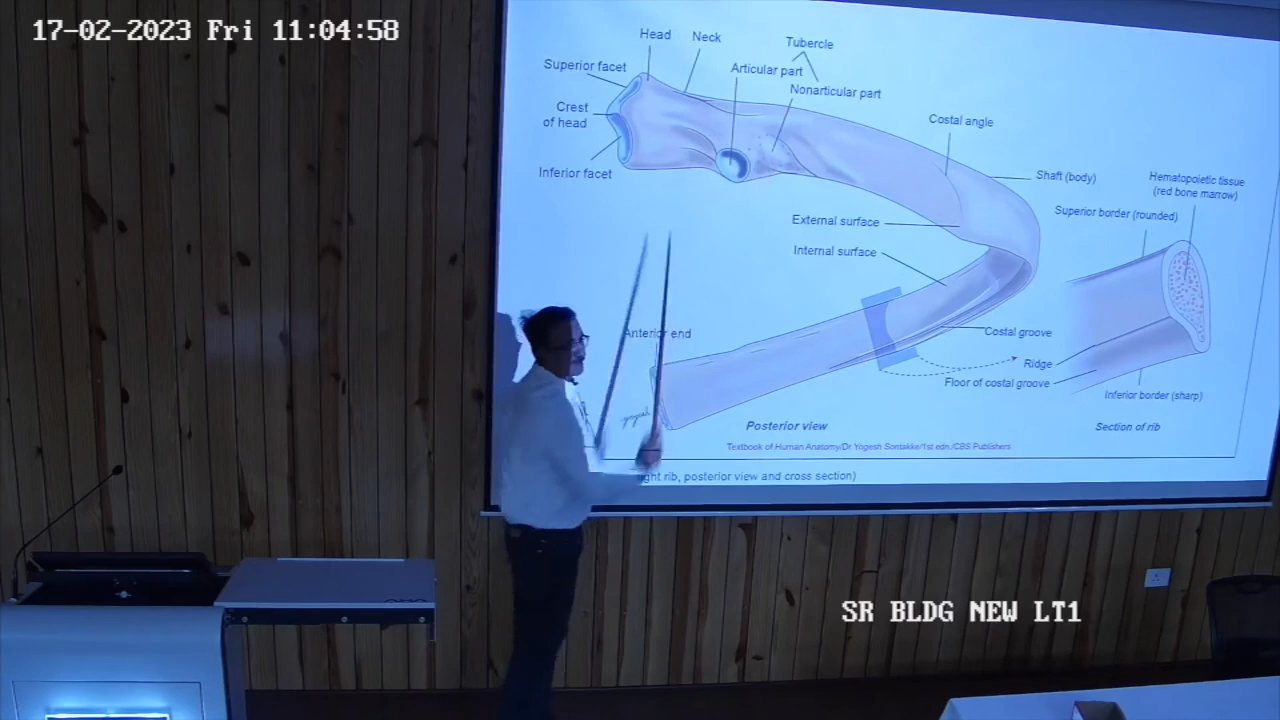 17-02-2023 Fri 11:04:58
Head
Neck
Tubercle
Superior facet
Articular part
Nonarticular part
Crest
of head
Costal angle
Inferior facet
Shaft (body)
Hematopoietic tissue
(red bone marrow)
Superior border (rounded)
External surface
Internal surface
Anterior end
Costal groove
Ridge
Floor of costal groove
Inferior border (sharp)
yogesh
Posterior view
Section of rib
Textbook of Human Anatomy/Dr Yogesh Sontakke/1st edn./CBS Publishers
rib, posterior view and cross section)
SR BLDG NEW LT1